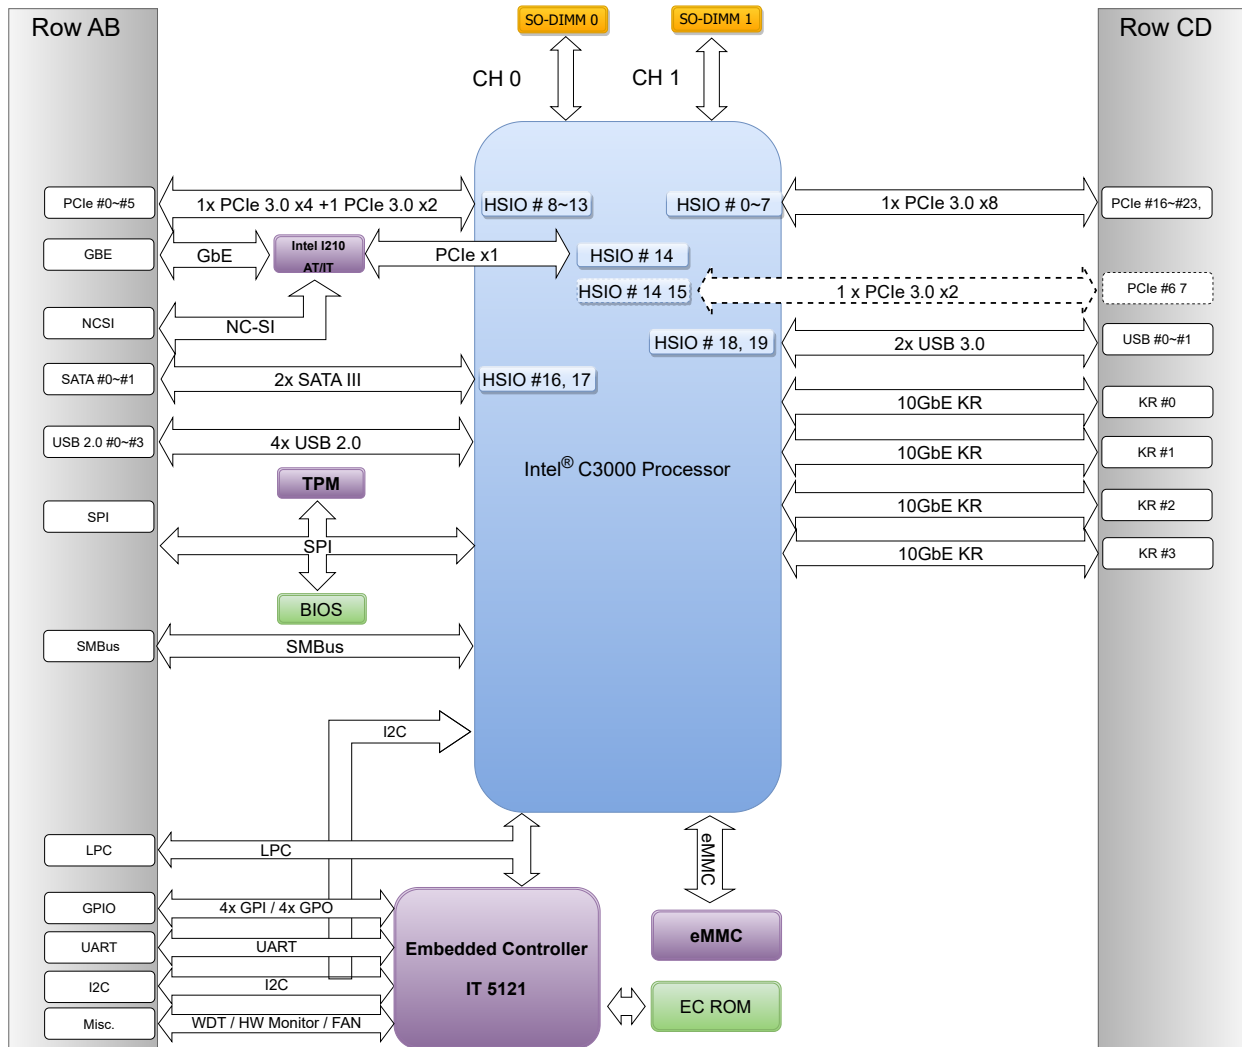 Row AB
SO-DIMM 0
SO-DIMM 1
Row CD
CH 0
CH 1
PCIe #0~#5
1x PCIe 3.0 x4 +1 PCIe 3.0 x2
HSIO # 8~13
HSIO # 0~7
1x PCIe 3.0 x8
PCIe #16~#23,
GBE
GbE
Intel I210
AT/IT
PCIe x1
HSIO # 14
HSIO # 14 15
1 x PCIe 3.0 x2
PCIe #6 7
NCSI
NC-SI
HSIO # 18, 19
2x USB 3.0
USB #0~#1
SATA #0~#1
2x SATA III
HSIO #16, 17
10GbE KR
KR #0
USB 2.0 #0~#3
4x USB 2.0
Intel® C3000 Processor
10GbE KR
KR #1
TPM
SPI
SPI
10GbE KR
KR #2
10GbE KR
KR #3
BIOS
SMBus
SMBus
I2C
LPC
LPC
eMMC
GPIO
4x GPI / 4x GPO
UART
UART
Embedded Controller
IT 5121
eMMC
I2C
I2C
EC ROM
Misc.
WDT / HW Monitor / FAN